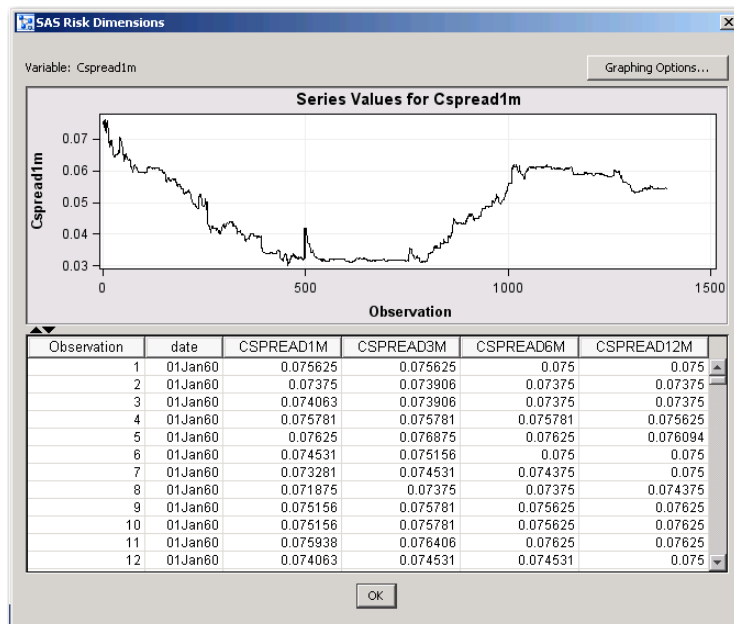 SAS Risk Dimensions
Variable: Cspread1m
Graphing Options...
Series Values for Cspread1m
Cspread1m
0.07
0.06
0.05
0.04
0.03
0 500 1000 1500
Observation
Observation date CSPREAD1M CSPREAD3M CSPREAD6M CSPREAD12M
1 01Jan60 0.075625 0.075625 0.075 0.075
2 01Jan60 0.07375 0.073906 0.07375 0.07375
3 01Jan60 0.074063 0.073906 0.07375 0.07375
4 01Jan60 0.075781 0.075781 0.075781 0.075625
5 01Jan60 0.07625 0.076875 0.07625 0.076094
6 01Jan60 0.074531 0.075156 0.075 0.075
7 01Jan60 0.073281 0.074531 0.074375 0.075
8 01Jan60 0.071875 0.07375 0.07375 0.074375
9 01Jan60 0.075156 0.075781 0.075625 0.07625
10 01Jan60 0.075156 0.075781 0.075625 0.07625
11 01Jan60 0.075938 0.076406 0.07625 0.07625
12 01Jan60 0.074063 0.074531 0.074531 0.075
OK